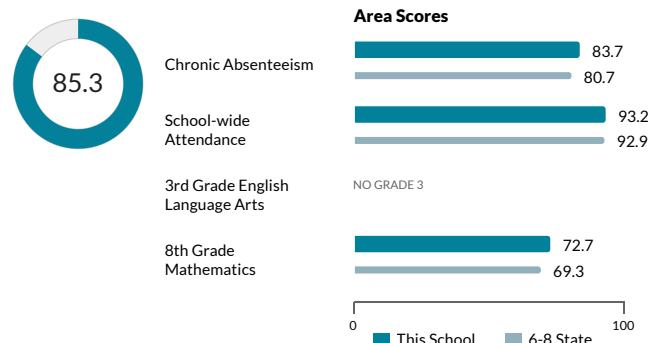 Area Scores
85.3
Chronic Absenteeism
83.7
80.7
School-wide
Attendance
93.2
92.9
3rd Grade English
Language Arts
NO GRADE 3
8th Grade
Mathematics
72.7
69.3
0
100
This School
6-8 State